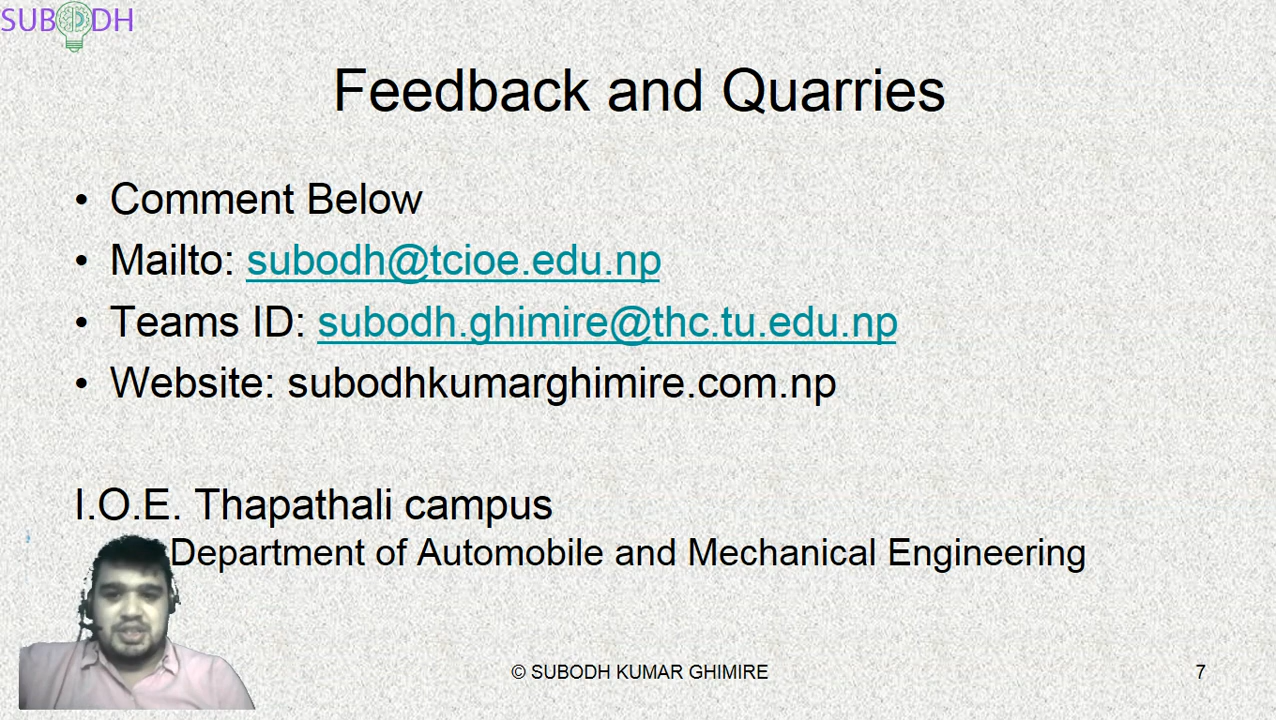 SUBODH
Feedback and Quarries
• Comment Below
• Mailto: subodh@tcioe.edu.np
• Teams ID: subodh.ghimire@thc.tu.edu.np
• Website: subodhkumarghimire.com.np
I.O.E. Thapathali campus
Department of Automobile and Mechanical Engineering
© SUBODH KUMAR GHIMIRE
7